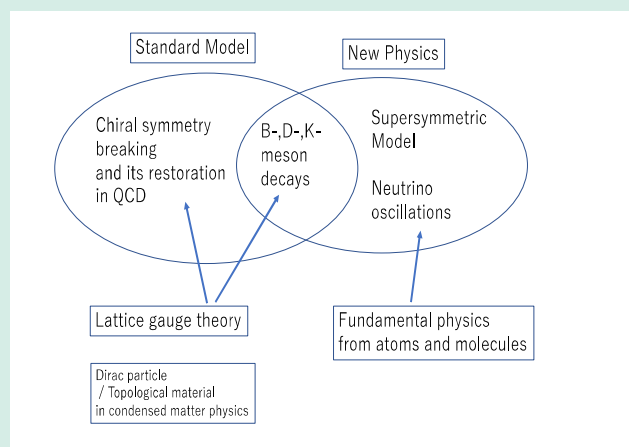 Standard Model
New Physics
Chiral symmetry
breaking
and its restoration
in QCD
B-,D-,K-
meson
decays
Supersymmetric
Model
Neutrino
oscillations
Lattice gauge theory
Fundamental physics
from atoms and molecules
Dirac particle
/ Topological material
in condensed matter physics